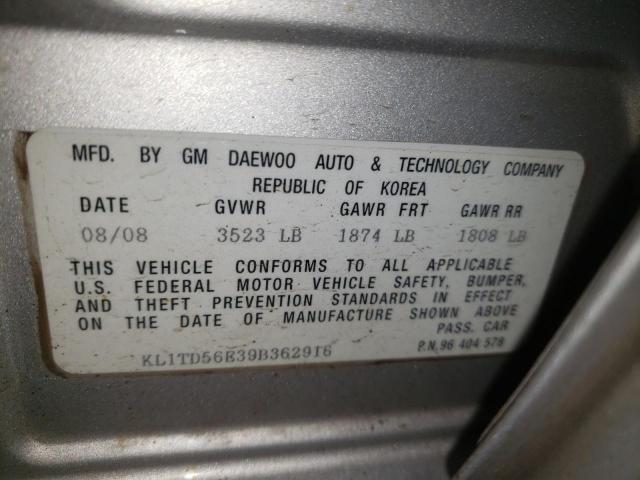 MFD. BY GM DAEWOO AUTO & TECHNOLOGY COMPANY
REPUBLIC OF KOREA
DATE GVWR GAWR FRT GAWR RR
08/08 3523 LB 1874 LB 1808 LB
THIS VEHICLE CONFORMS TO ALL APPLICABLE
U.S. FEDERAL MOTOR VEHICLE SAFETY, BUMPER,
AND THEFT PREVENTION STANDARDS IN EFFECT
ON THE DATE OF MANUFACTURE SHOWN ABOVE
PASS. CAR
KL1TD56E39B362916 P.N. 96 404 578